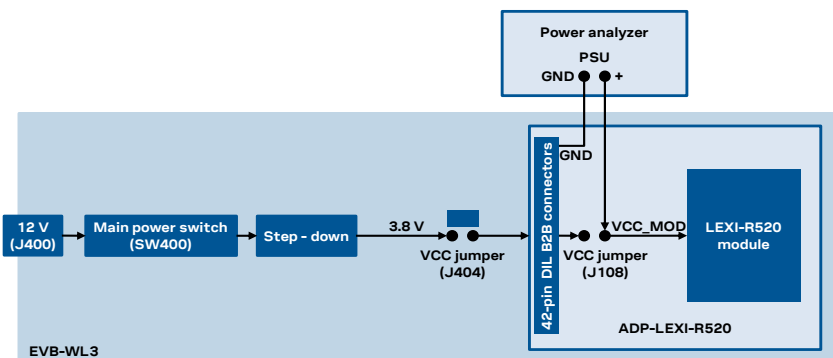 Power analyzer
PSU
GND
+
42-pin DIL B2B connectors
GND
12 V
(J400)
Main power switch
(SW400)
Step - down
3.8 V
VCC jumper
(J404)
VCC jumper
(J108)
VCC_MOD
LEXI-R520
module
ADP-LEXI-R520
EVB-WL3